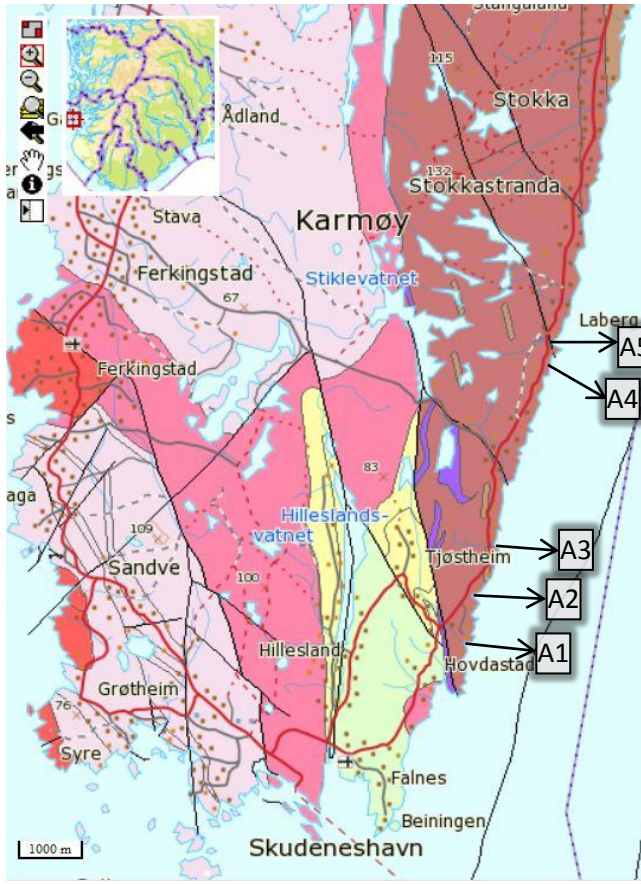 Stangaland
115
Stokka
Ådland
132
Stokkastranda
Stava
Karmøy
Ferkingstad
Stiklevatnet
67
Laberg
A5
Ferkingstad
A4
83
Hilleslands-
vatnet
109
Tjøstheim
A3
Sandve
100
A2
Hillesland
A1
Hovdastad
Grøtheim
76
Syre
Falnes
Beiningen
1000 m
Skudeneshavn